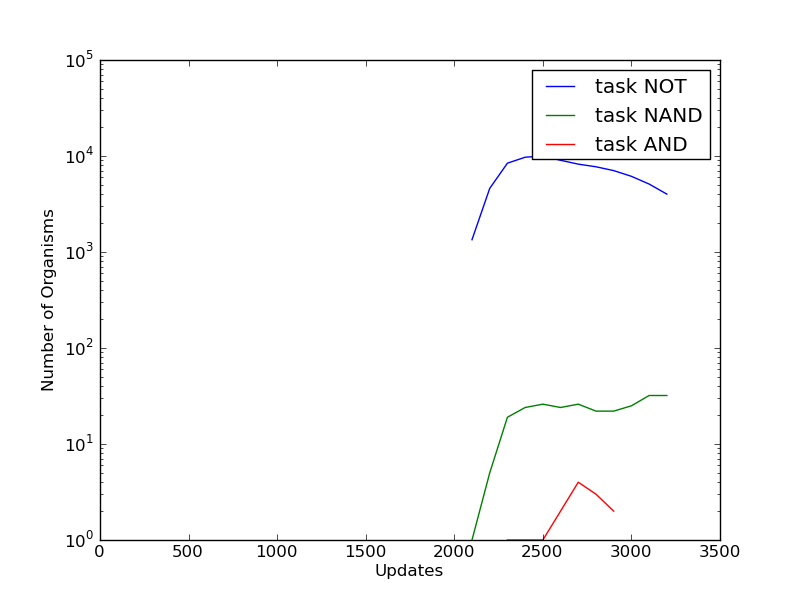 10^5
10^4
10^3
10^2
10^1
10^0
Number of Organisms
task NOT
task NAND
task AND
0 500 1000 1500 2000 2500 3000 3500
Updates